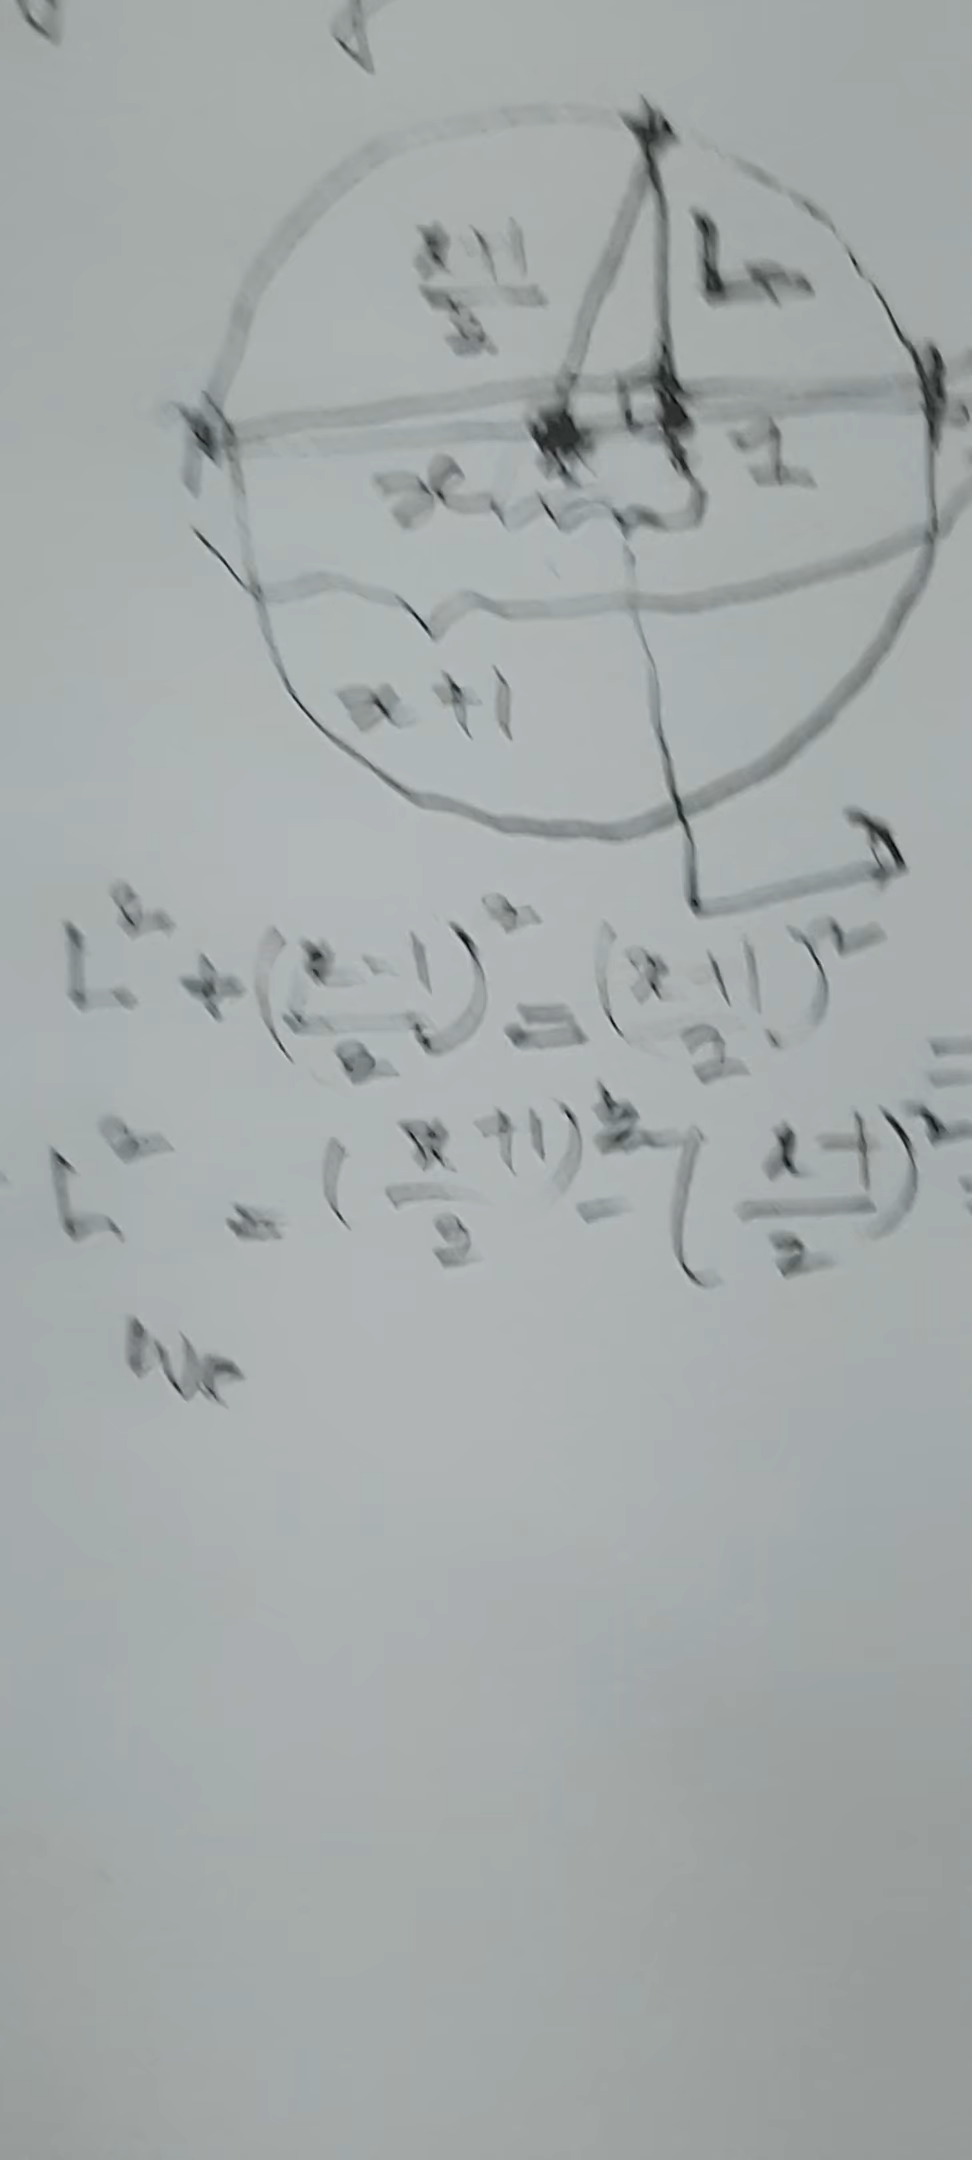 x+1
2
L
x
1
x+1
L² + (x-1/2)² = (x+1/2)² =
L² = (x+1/2)² - (x-1/2)² =